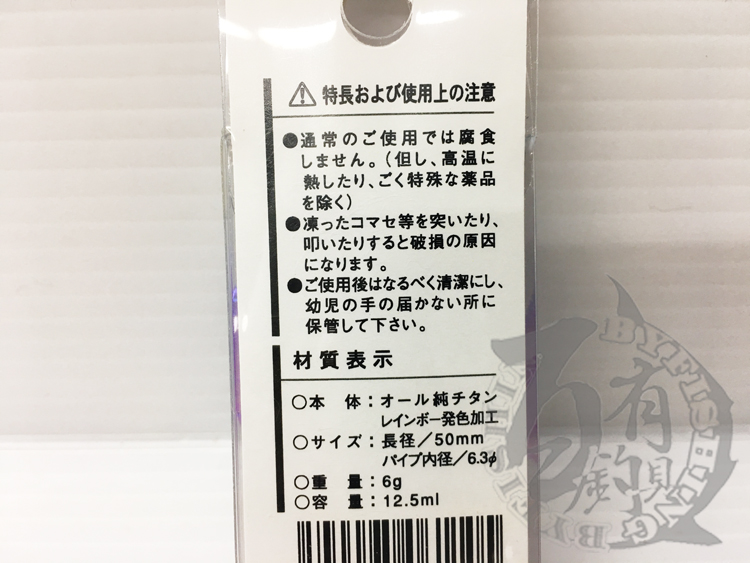 ⚠特長および使用上の注意
●通常のご使用では腐食
しません。(但し、高温に
熱したり、ごく特殊な薬品
を除く)
●凍ったコマセ等を突いたり、
叩いたりすると破損の原因
になります。
●ご使用後はなるべく清潔にし、
幼児の手の届かない所に
保管して下さい。
材質表示
○本 体:オール純チタン
レインボー発色加工
○サイズ:長径/50mm
パイプ内径/6.3φ
○重 量:6g
○容 量:12.5ml
百有釣具
BYFISHING